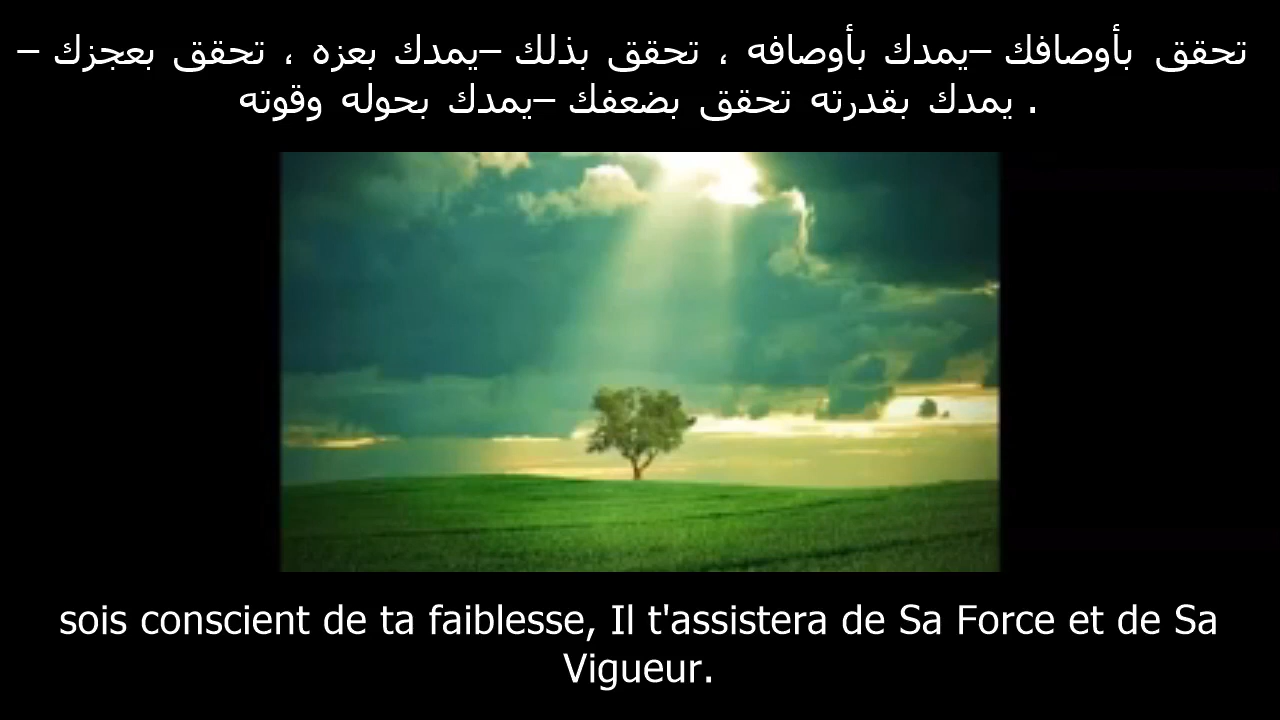 تحقق بأوصافك –يمدك بأوصافه ، تحقق بذلك –يمدك بعزه ، تحقق بعجزك –
يمدك بقدرته تحقق بضعفك –يمدك بحوله وقوته .
sois conscient de ta faiblesse, Il t'assistera de Sa Force et de Sa
Vigueur.